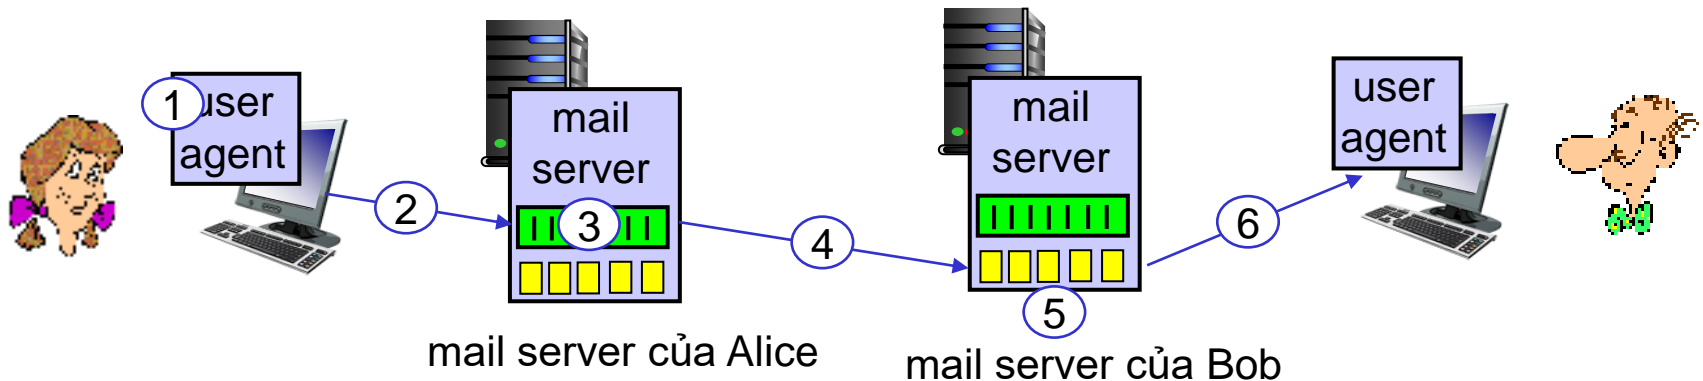 1
user
agent
2
mail
server
3
4
mail
server
5
6
user
agent
mail server của Alice
mail server của Bob